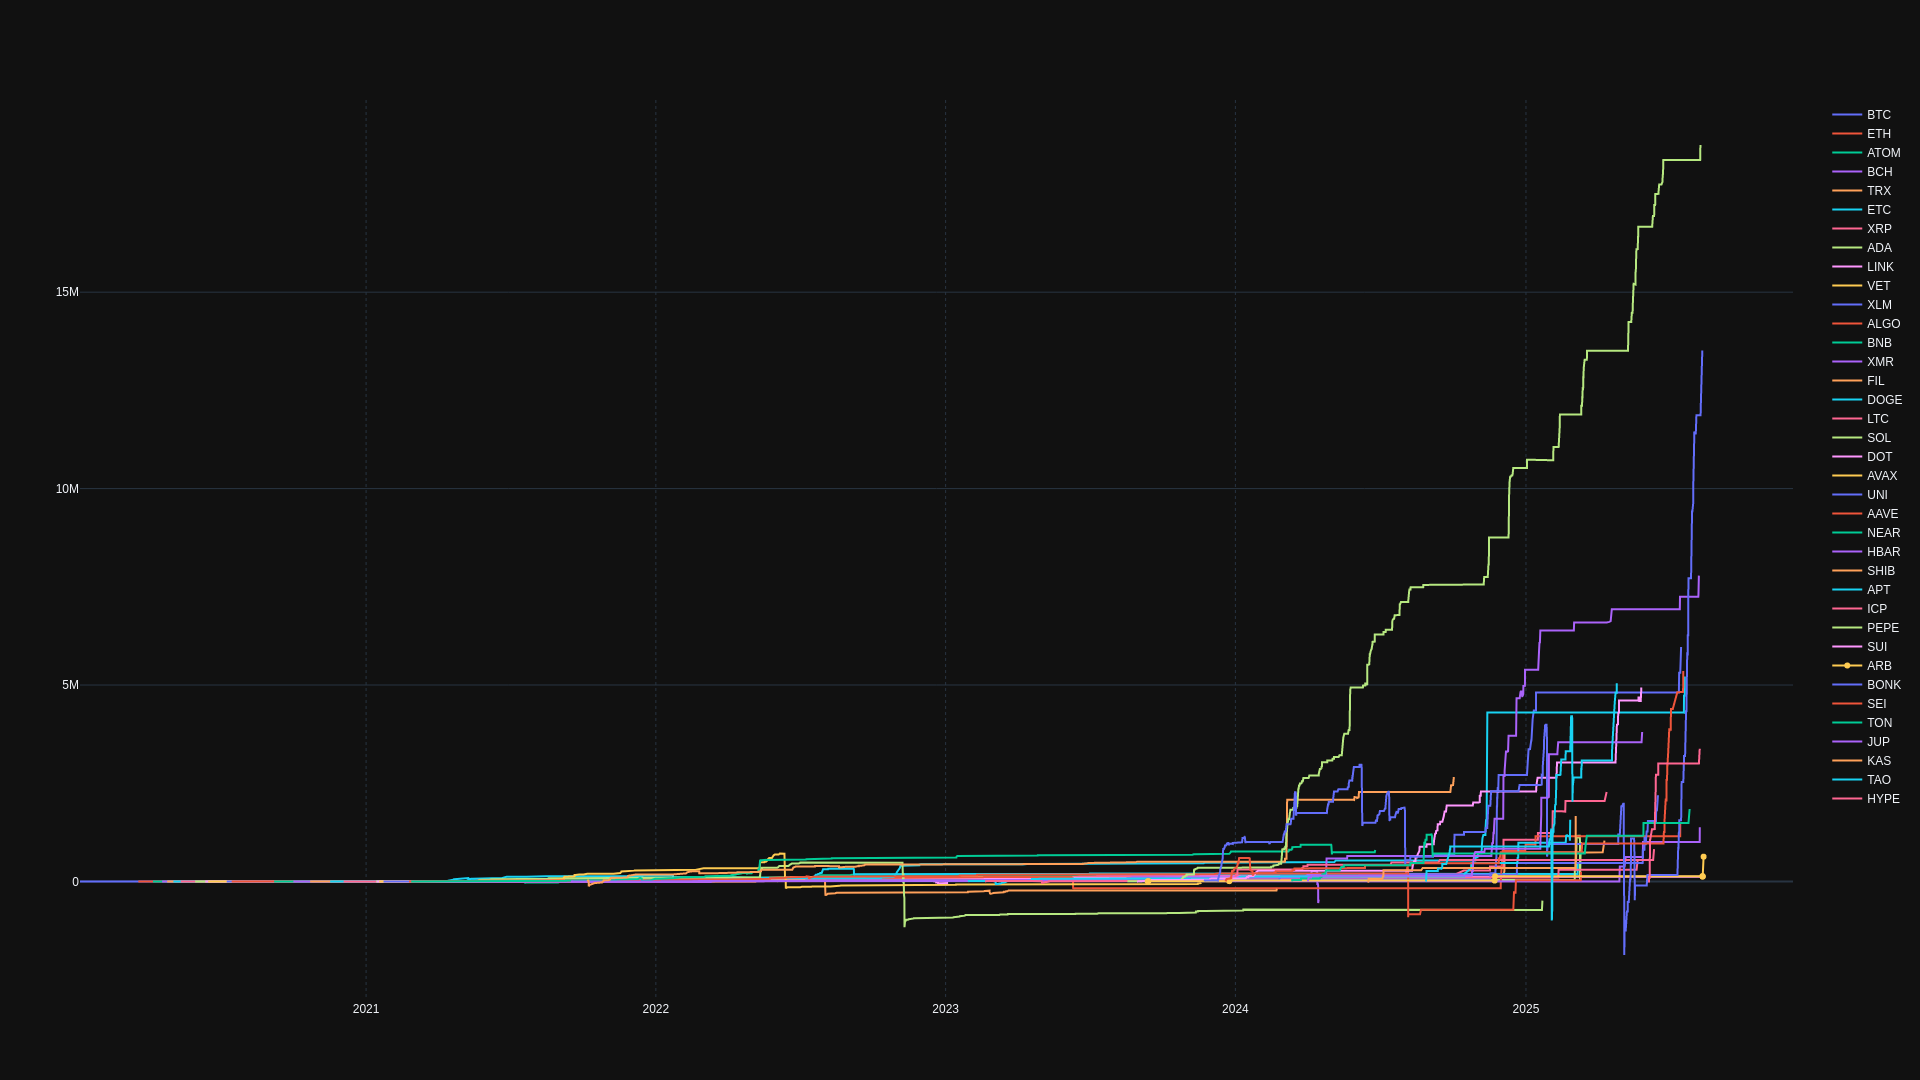 15M
10M
5M
0
2021
2022
2023
2024
2025
BTC
ETH
ATOM
BCH
TRX
ETC
XRP
ADA
LINK
VET
XLM
ALGO
BNB
XMR
FIL
DOGE
LTC
SOL
DOT
AVAX
UNI
AAVE
NEAR
HBAR
SHIB
APT
ICP
PEPE
SUI
ARB
BONK
SEI
TON
JUP
KAS
TAO
HYPE